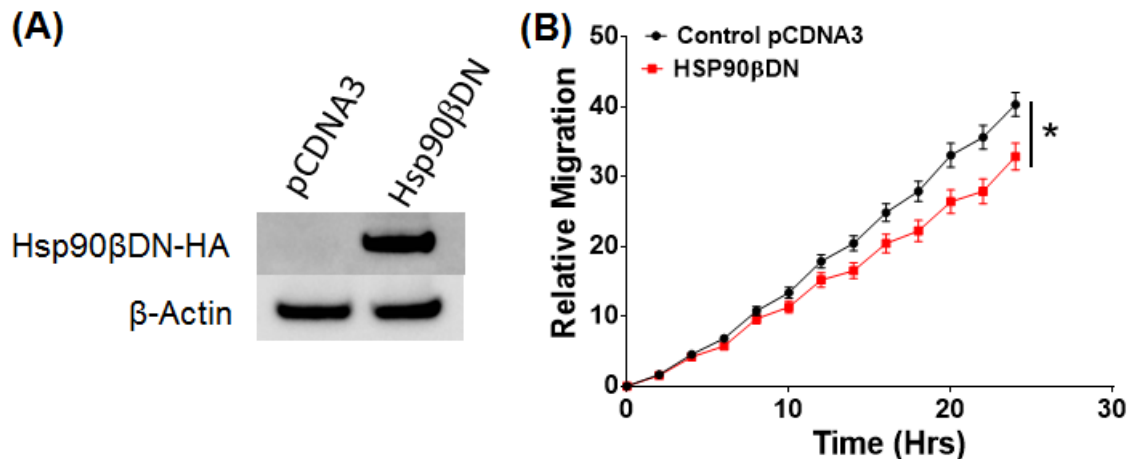 (A)
pCDNA3
Hsp90βDN
Hsp90βDN-HA
β-Actin
(B)
Control pCDNA3
HSP90βDN
Relative Migration
50
40
30
20
10
0
*
0 10 20 30
Time (Hrs)